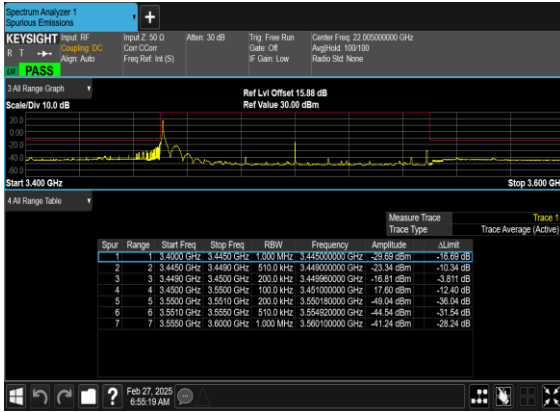 Spectrum Analyzer 1
Spurious Emissions
KEYSIGHT Input: RF Input Z: 50 Ω Atten: 30 dB Trig: Free Run Center Freq: 22.005000000 GHz
R T Coupling: DC Corr CCorr Gate: Off Avg|Hold: 100/100
Align: Auto Freq Ref: Int (S) IF Gain: Low Radio Std: None
PASS
3 All Range Graph
Ref Lvl Offset 15.88 dB
Scale/Div 10.0 dB Ref Value 30.00 dBm
20.0
0.00
-20.0
-40.0
-60.0
Start 3.400 GHz Stop 3.600 GH
4 All Range Table
Measure Trace Trace 1
Trace Type Trace Average (Active)
Spur Range Start Freq Stop Freq RBW Frequency Amplitude ΔLimit
1 1 3.4000 GHz 3.4450 GHz 1.000 MHz 3.445000000 GHz -29.69 dBm -16.69 dB
2 2 3.4450 GHz 3.4490 GHz 510.0 kHz 3.449000000 GHz -23.34 dBm -10.34 dB
3 3 3.4490 GHz 3.4500 GHz 200.0 kHz 3.449960000 GHz -16.81 dBm -3.811 dB
4 4 3.4500 GHz 3.5500 GHz 100.0 kHz 3.451000000 GHz 17.60 dBm -12.40 dB
5 5 3.5500 GHz 3.5510 GHz 200.0 kHz 3.550180000 GHz -49.04 dBm -36.04 dB
6 6 3.5510 GHz 3.5550 GHz 510.0 kHz 3.554920000 GHz -44.54 dBm -31.54 dB
7 7 3.5550 GHz 3.6000 GHz 1.000 MHz 3.560100000 GHz -41.24 dBm -28.24 dB
Feb 27, 2025
6:55:19 AM